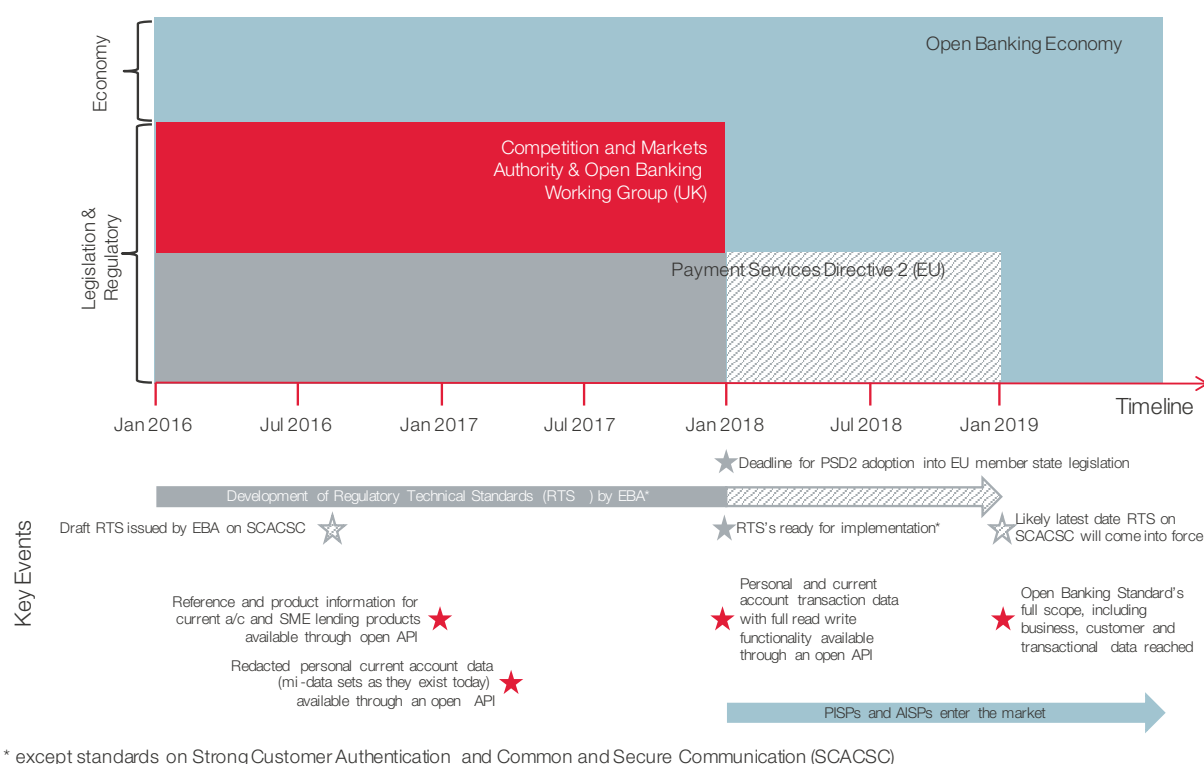 Economy
Open Banking Economy
Legislation &
Regulatory
Competition and Markets
Authority & Open Banking
Working Group (UK)
Payment Services Directive 2 (EU)
Timeline
Jan 2016
Jul 2016
Jan 2017
Jul 2017
Jan 2018
Jul 2018
Jan 2019
Key Events
Deadline for PSD2 adoption into EU member state legislation
Development of Regulatory Technical Standards (RTS ) by EBA*
Draft RTS issued by EBA on SCACSC
RTS's ready for implementation*
Likely latest date RTS on
SCACSC will come into force
Reference and product information for
current a/c and SME lending products
available through open API
Personal and current
account transaction data
with full read write
functionality available
through an open API
Open Banking Standard's
full scope, including
business, customer and
transactional data reached
Redacted personal current account data
(mi-data sets as they exist today)
available through an open API
PISPs and AISPs enter the market
* except standards on Strong Customer Authentication and Common and Secure Communication (SCACSC)